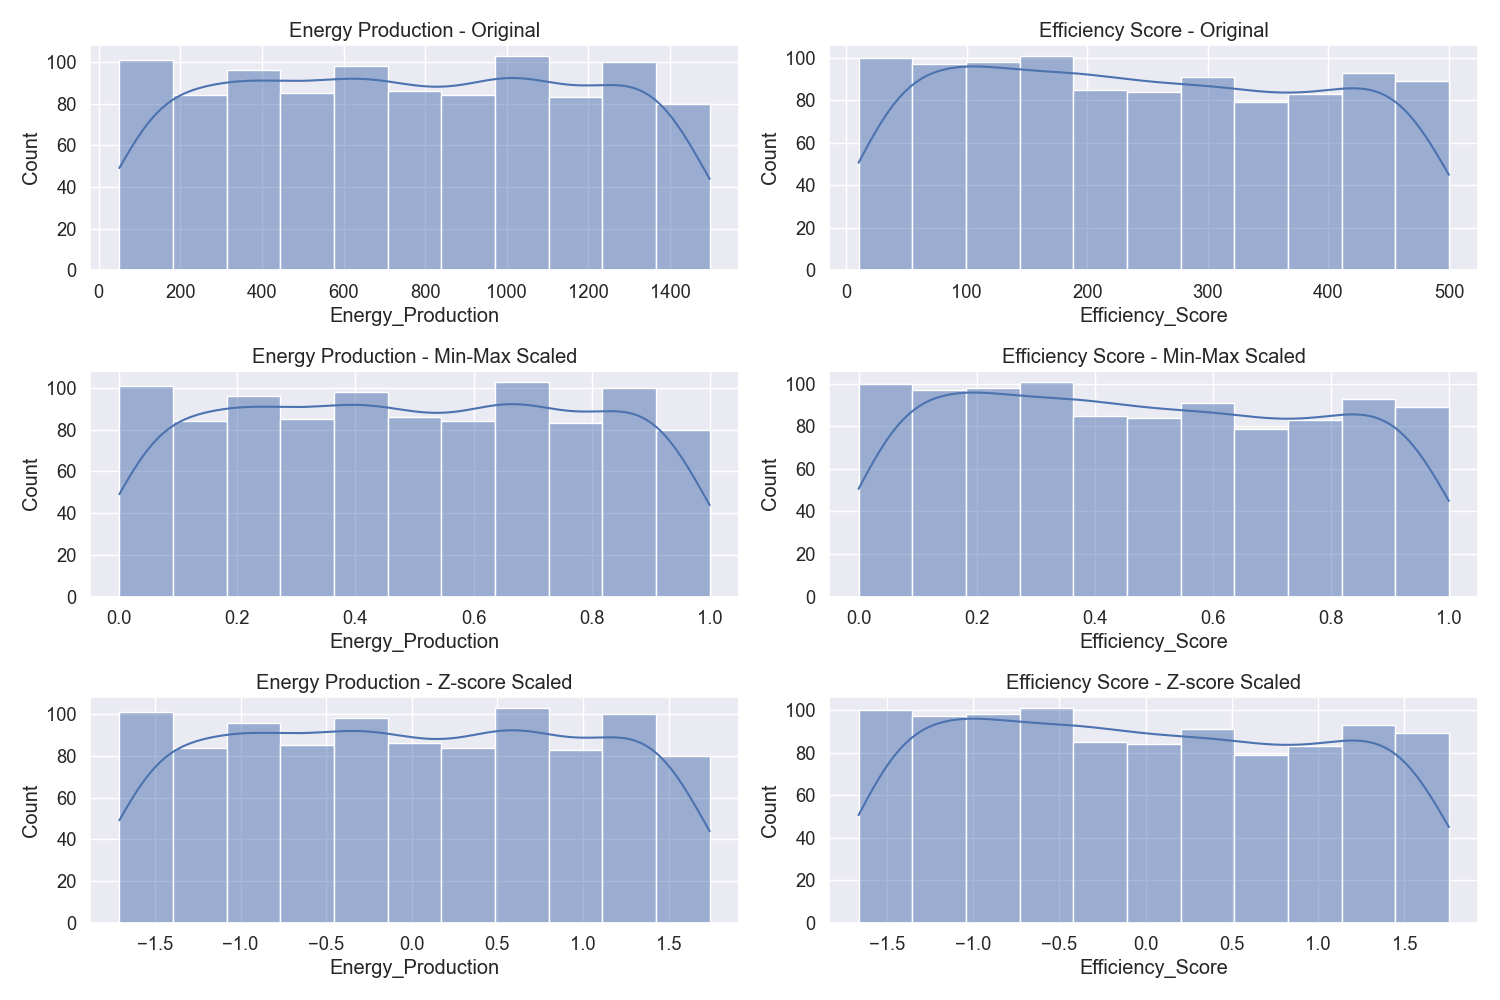 Energy Production - Original
100
80
60
40
20
0
Count
0 200 400 600 800 1000 1200 1400
Energy_Production
Efficiency Score - Original
100
80
60
40
20
0
Count
0 100 200 300 400 500
Efficiency_Score
Energy Production - Min-Max Scaled
100
80
60
40
20
0
Count
0.0 0.2 0.4 0.6 0.8 1.0
Energy_Production
Efficiency Score - Min-Max Scaled
100
80
60
40
20
0
Count
0.0 0.2 0.4 0.6 0.8 1.0
Efficiency_Score
Energy Production - Z-score Scaled
100
80
60
40
20
0
Count
−1.5 −1.0 −0.5 0.0 0.5 1.0 1.5
Energy_Production
Efficiency Score - Z-score Scaled
100
80
60
40
20
0
Count
−1.5 −1.0 −0.5 0.0 0.5 1.0 1.5
Efficiency_Score